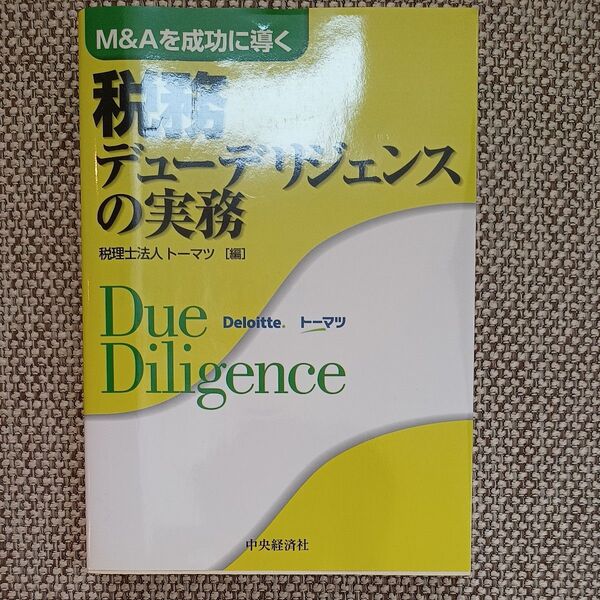 M&Aを成功に導く
税務
デューデリジェンス
の実務
税理士法人 トーマツ [編]
Due
Deloitte. トーマツ
Diligence
中央経済社